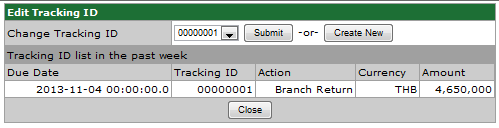 Edit Tracking ID
Change Tracking ID 00000001 Submit -or- Create New
Tracking ID list in the past week
Due Date Tracking ID Action Currency Amount
2013-11-04 00:00:00.0 00000001 Branch Return THB 4,650,000
Close